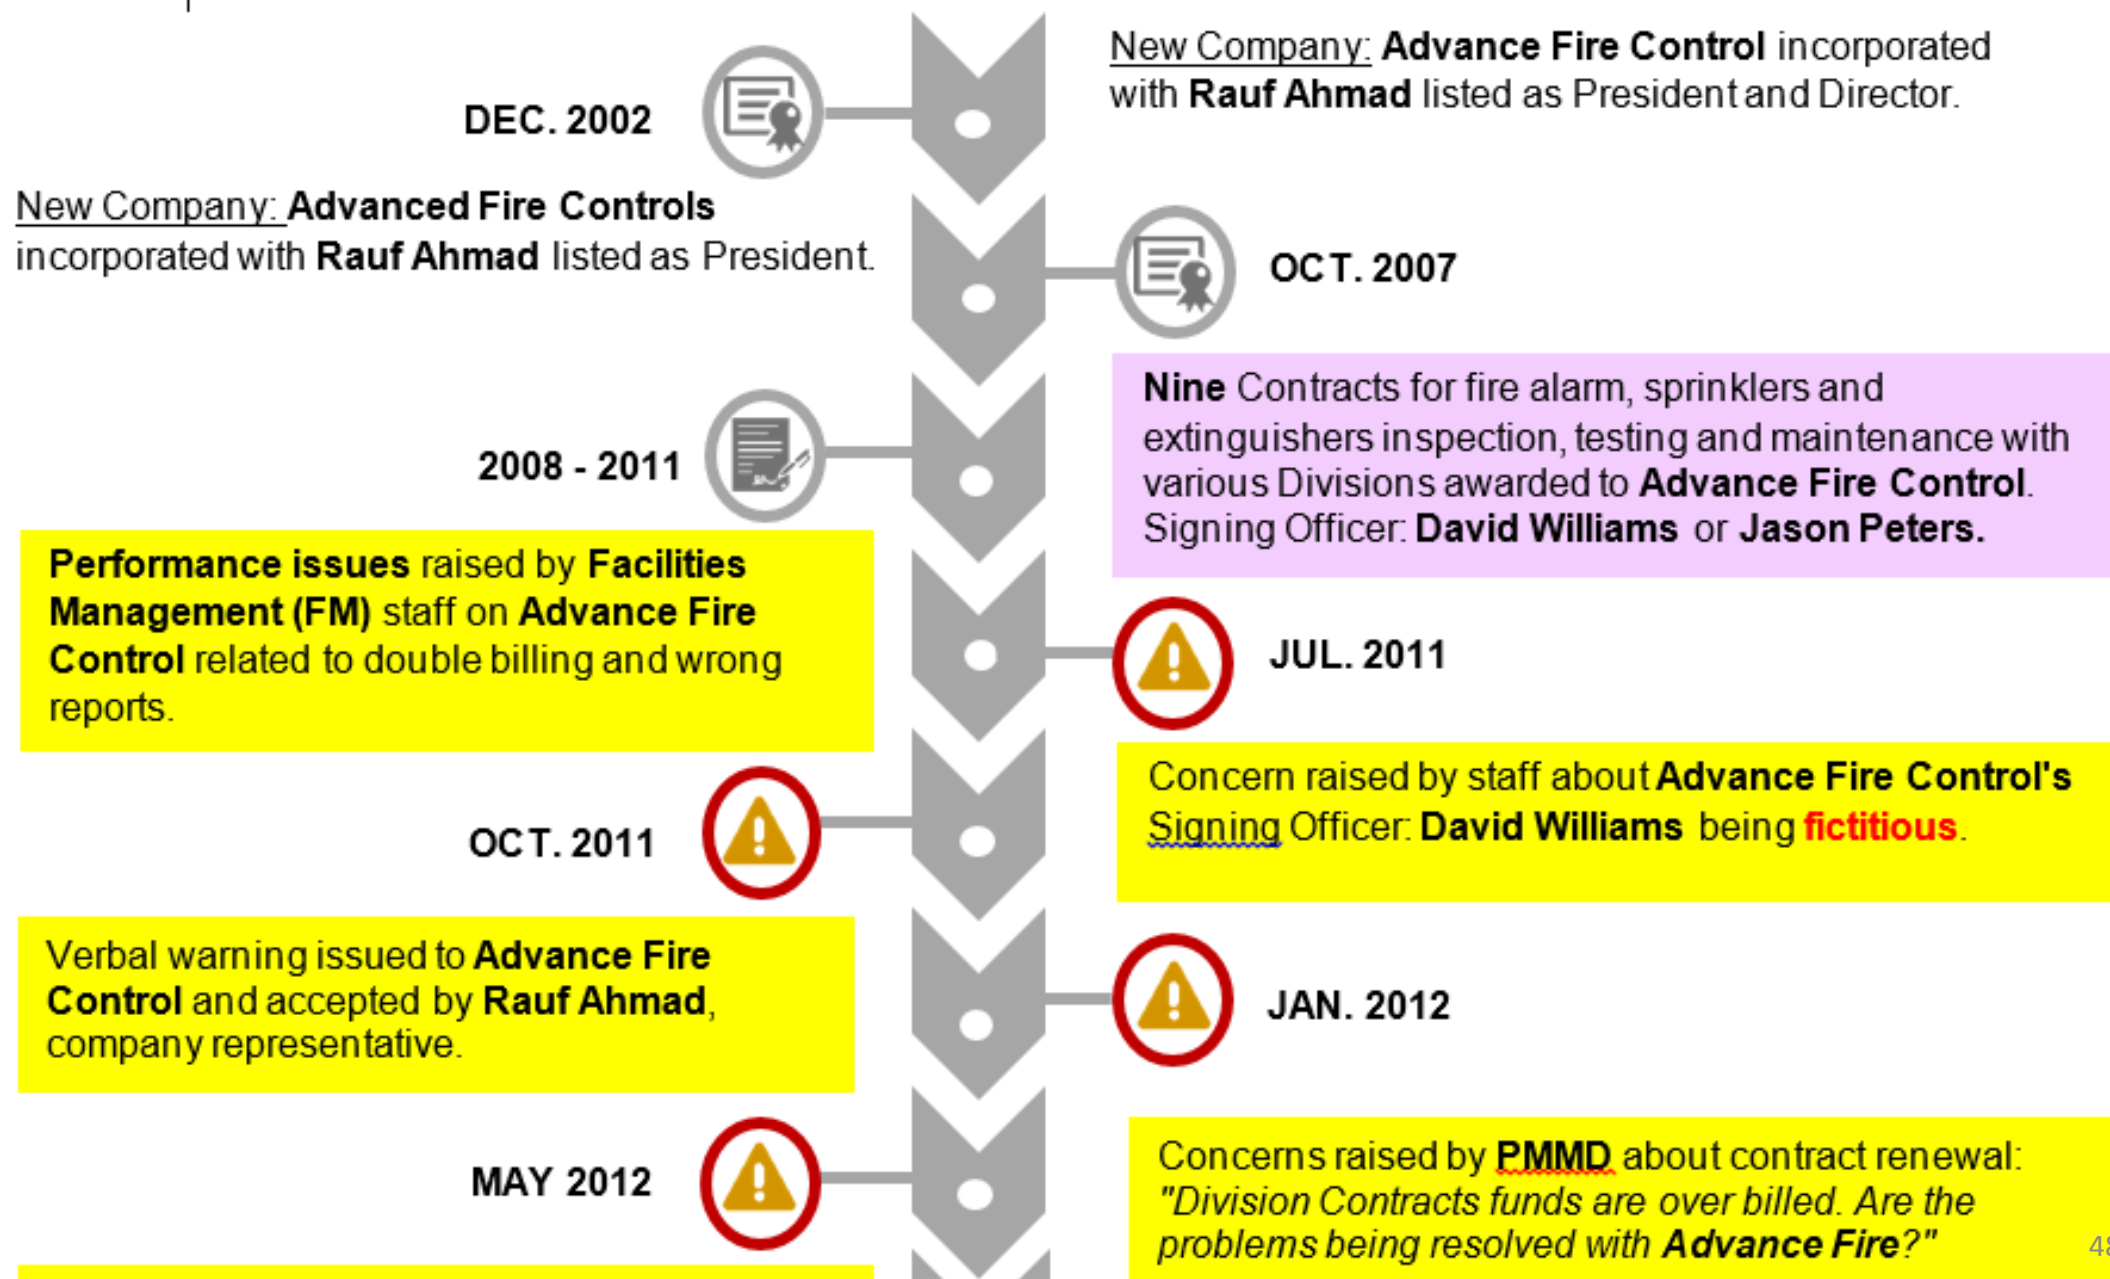 DEC. 2002
New Company: Advance Fire Control incorporated
with Rauf Ahmad listed as President and Director.
New Company: Advanced Fire Controls
incorporated with Rauf Ahmad listed as President.
OCT. 2007
2008 - 2011
Nine Contracts for fire alarm, sprinklers and
extinguishers inspection, testing and maintenance with
various Divisions awarded to Advance Fire Control.
Signing Officer: David Williams or Jason Peters.
Performance issues raised by Facilities
Management (FM) staff on Advance Fire
Control related to double billing and wrong
reports.
JUL. 2011
OCT. 2011
Concern raised by staff about Advance Fire Control's
Signing Officer: David Williams being fictitious.
Verbal warning issued to Advance Fire
Control and accepted by Rauf Ahmad,
company representative.
JAN. 2012
MAY 2012
Concerns raised by PMMD about contract renewal:
"Division Contracts funds are over billed. Are the
problems being resolved with Advance Fire?"